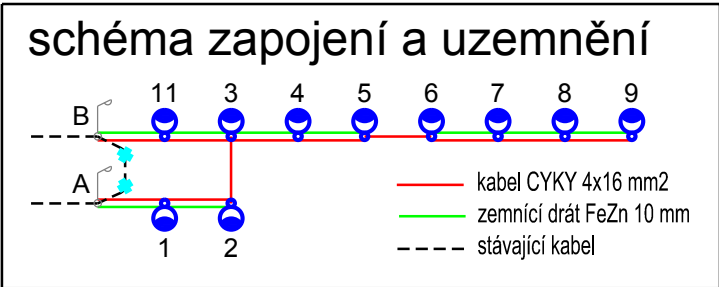 schéma zapojení a uzemnění
11 3 4 5 6 7 8 9
B
A
1 2
kabel CYKY 4x16 mm2
zemnící drát FeZn 10 mm
stávající kabel